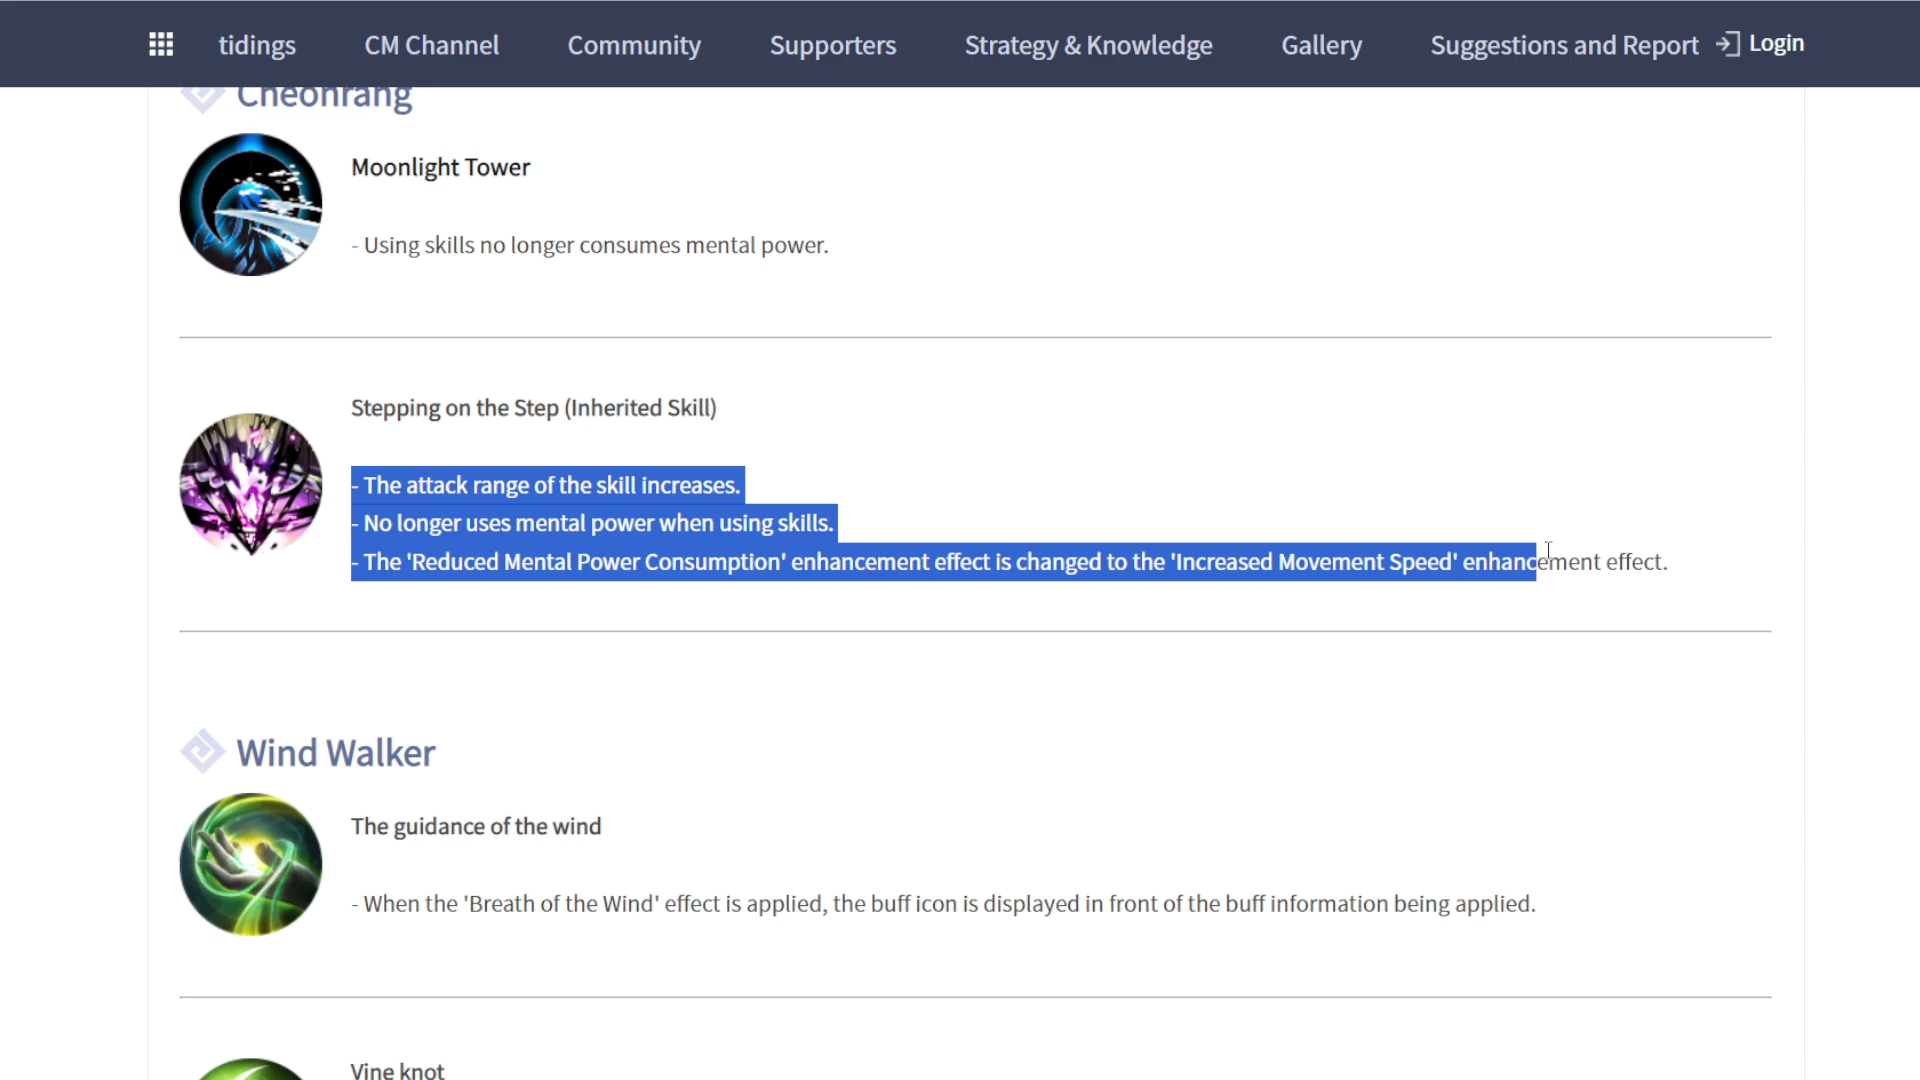 tidings
CM Channel
Community
Supporters
Strategy & Knowledge
Gallery
Suggestions and Report
Login
Cheonrang
Moonlight Tower
- Using skills no longer consumes mental power.
Stepping on the Step (Inherited Skill)
- The attack range of the skill increases.
- No longer uses mental power when using skills.
- The 'Reduced Mental Power Consumption' enhancement effect is changed to the 'Increased Movement Speed' enhancement effect.
Wind Walker
The guidance of the wind
- When the 'Breath of the Wind' effect is applied, the buff icon is displayed in front of the buff information being applied.
Vine knot